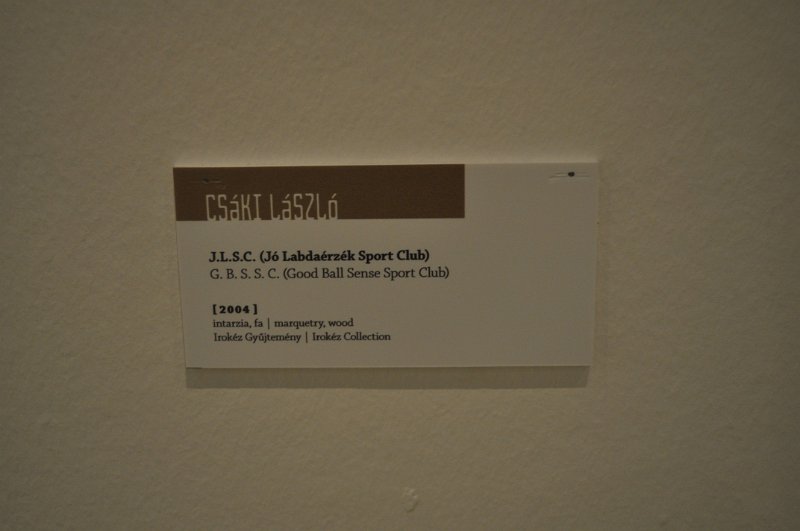 CSáKI LáSZLó
J.L.S.C. (Jó Labdaérzék Sport Club)
G. B. S. S. C. (Good Ball Sense Sport Club)
[ 2004 ]
intarzia, fa | marquetry, wood
Irokéz Gyűjtemény | Irokéz Collection